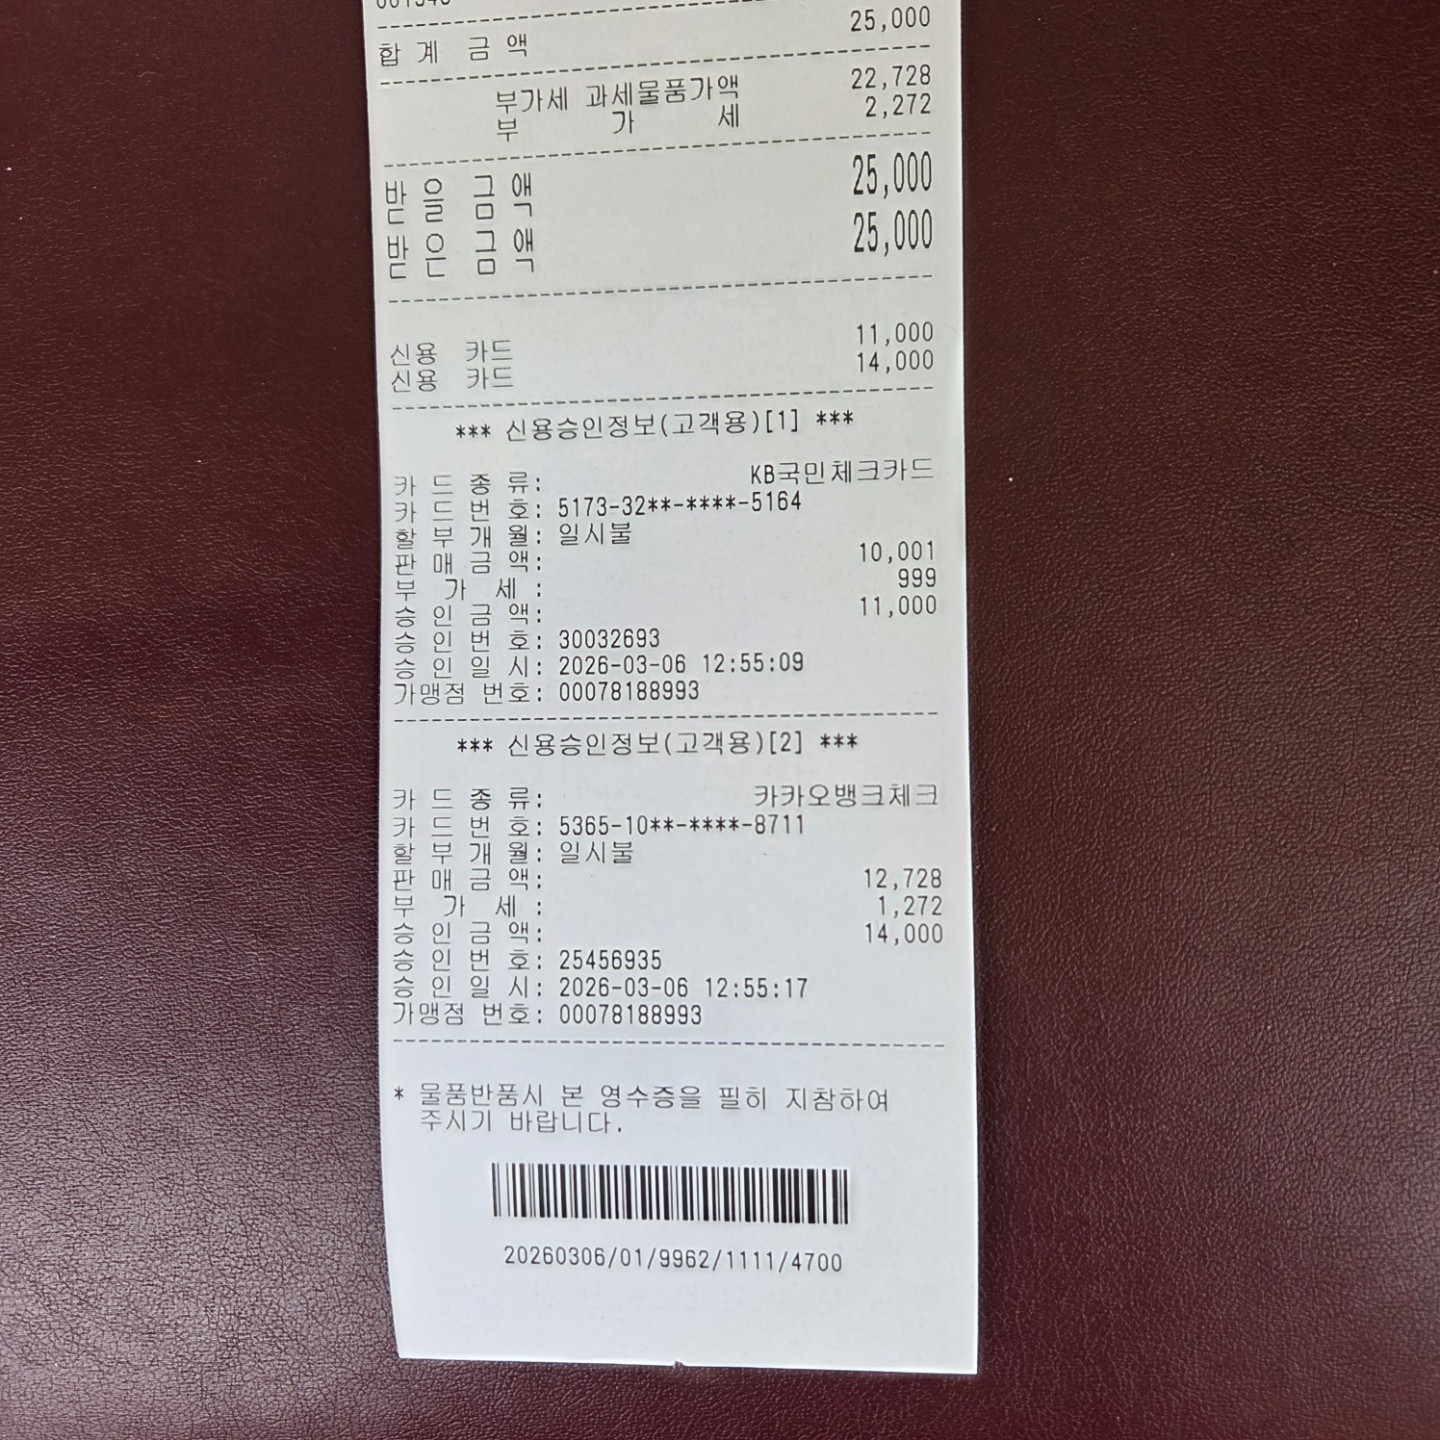 합 계 금 액 25,000
부가세 과세물품가액 22,728
부 가 세 2,272
받 을 금 액 25,000
받 은 금 액 25,000
신용 카드 11,000
신용 카드 14,000
*** 신용승인정보(고객용)[1] ***
카 드 종 류: KB국민체크카드
카 드 번 호: 5173-32**-****-5164
할 부 개 월: 일시불
판 매 금 액: 10,001
부 가 세 : 999
승 인 금 액: 11,000
승 인 번 호: 30032693
승 인 일 시: 2026-03-06 12:55:09
가맹점 번호: 00078188993
*** 신용승인정보(고객용)[2] ***
카 드 종 류: 카카오뱅크체크
카 드 번 호: 5365-10**-****-8711
할 부 개 월: 일시불
판 매 금 액: 12,728
부 가 세 : 1,272
승 인 금 액: 14,000
승 인 번 호: 25456935
승 인 일 시: 2026-03-06 12:55:17
가맹점 번호: 00078188993
* 물품반품시 본 영수증을 필히 지참하여
주시기 바랍니다.
20260306/01/9962/1111/4700